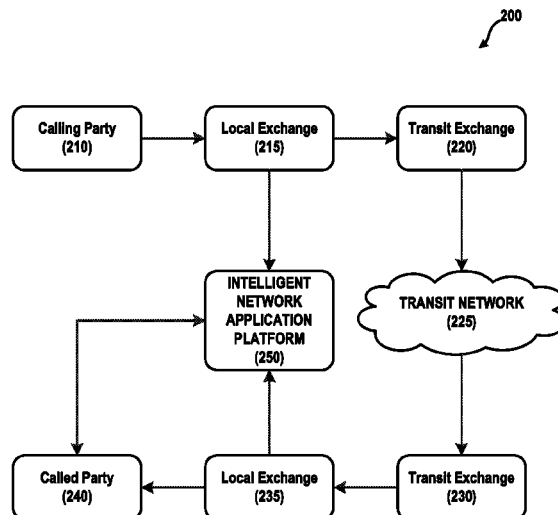 200
Calling Party
(210)
Local Exchange
(215)
Transit Exchange
(220)
INTELLIGENT
NETWORK
APPLICATION
PLATFORM
(250)
TRANSIT NETWORK
(225)
Called Party
(240)
Local Exchange
(235)
Transit Exchange
(230)